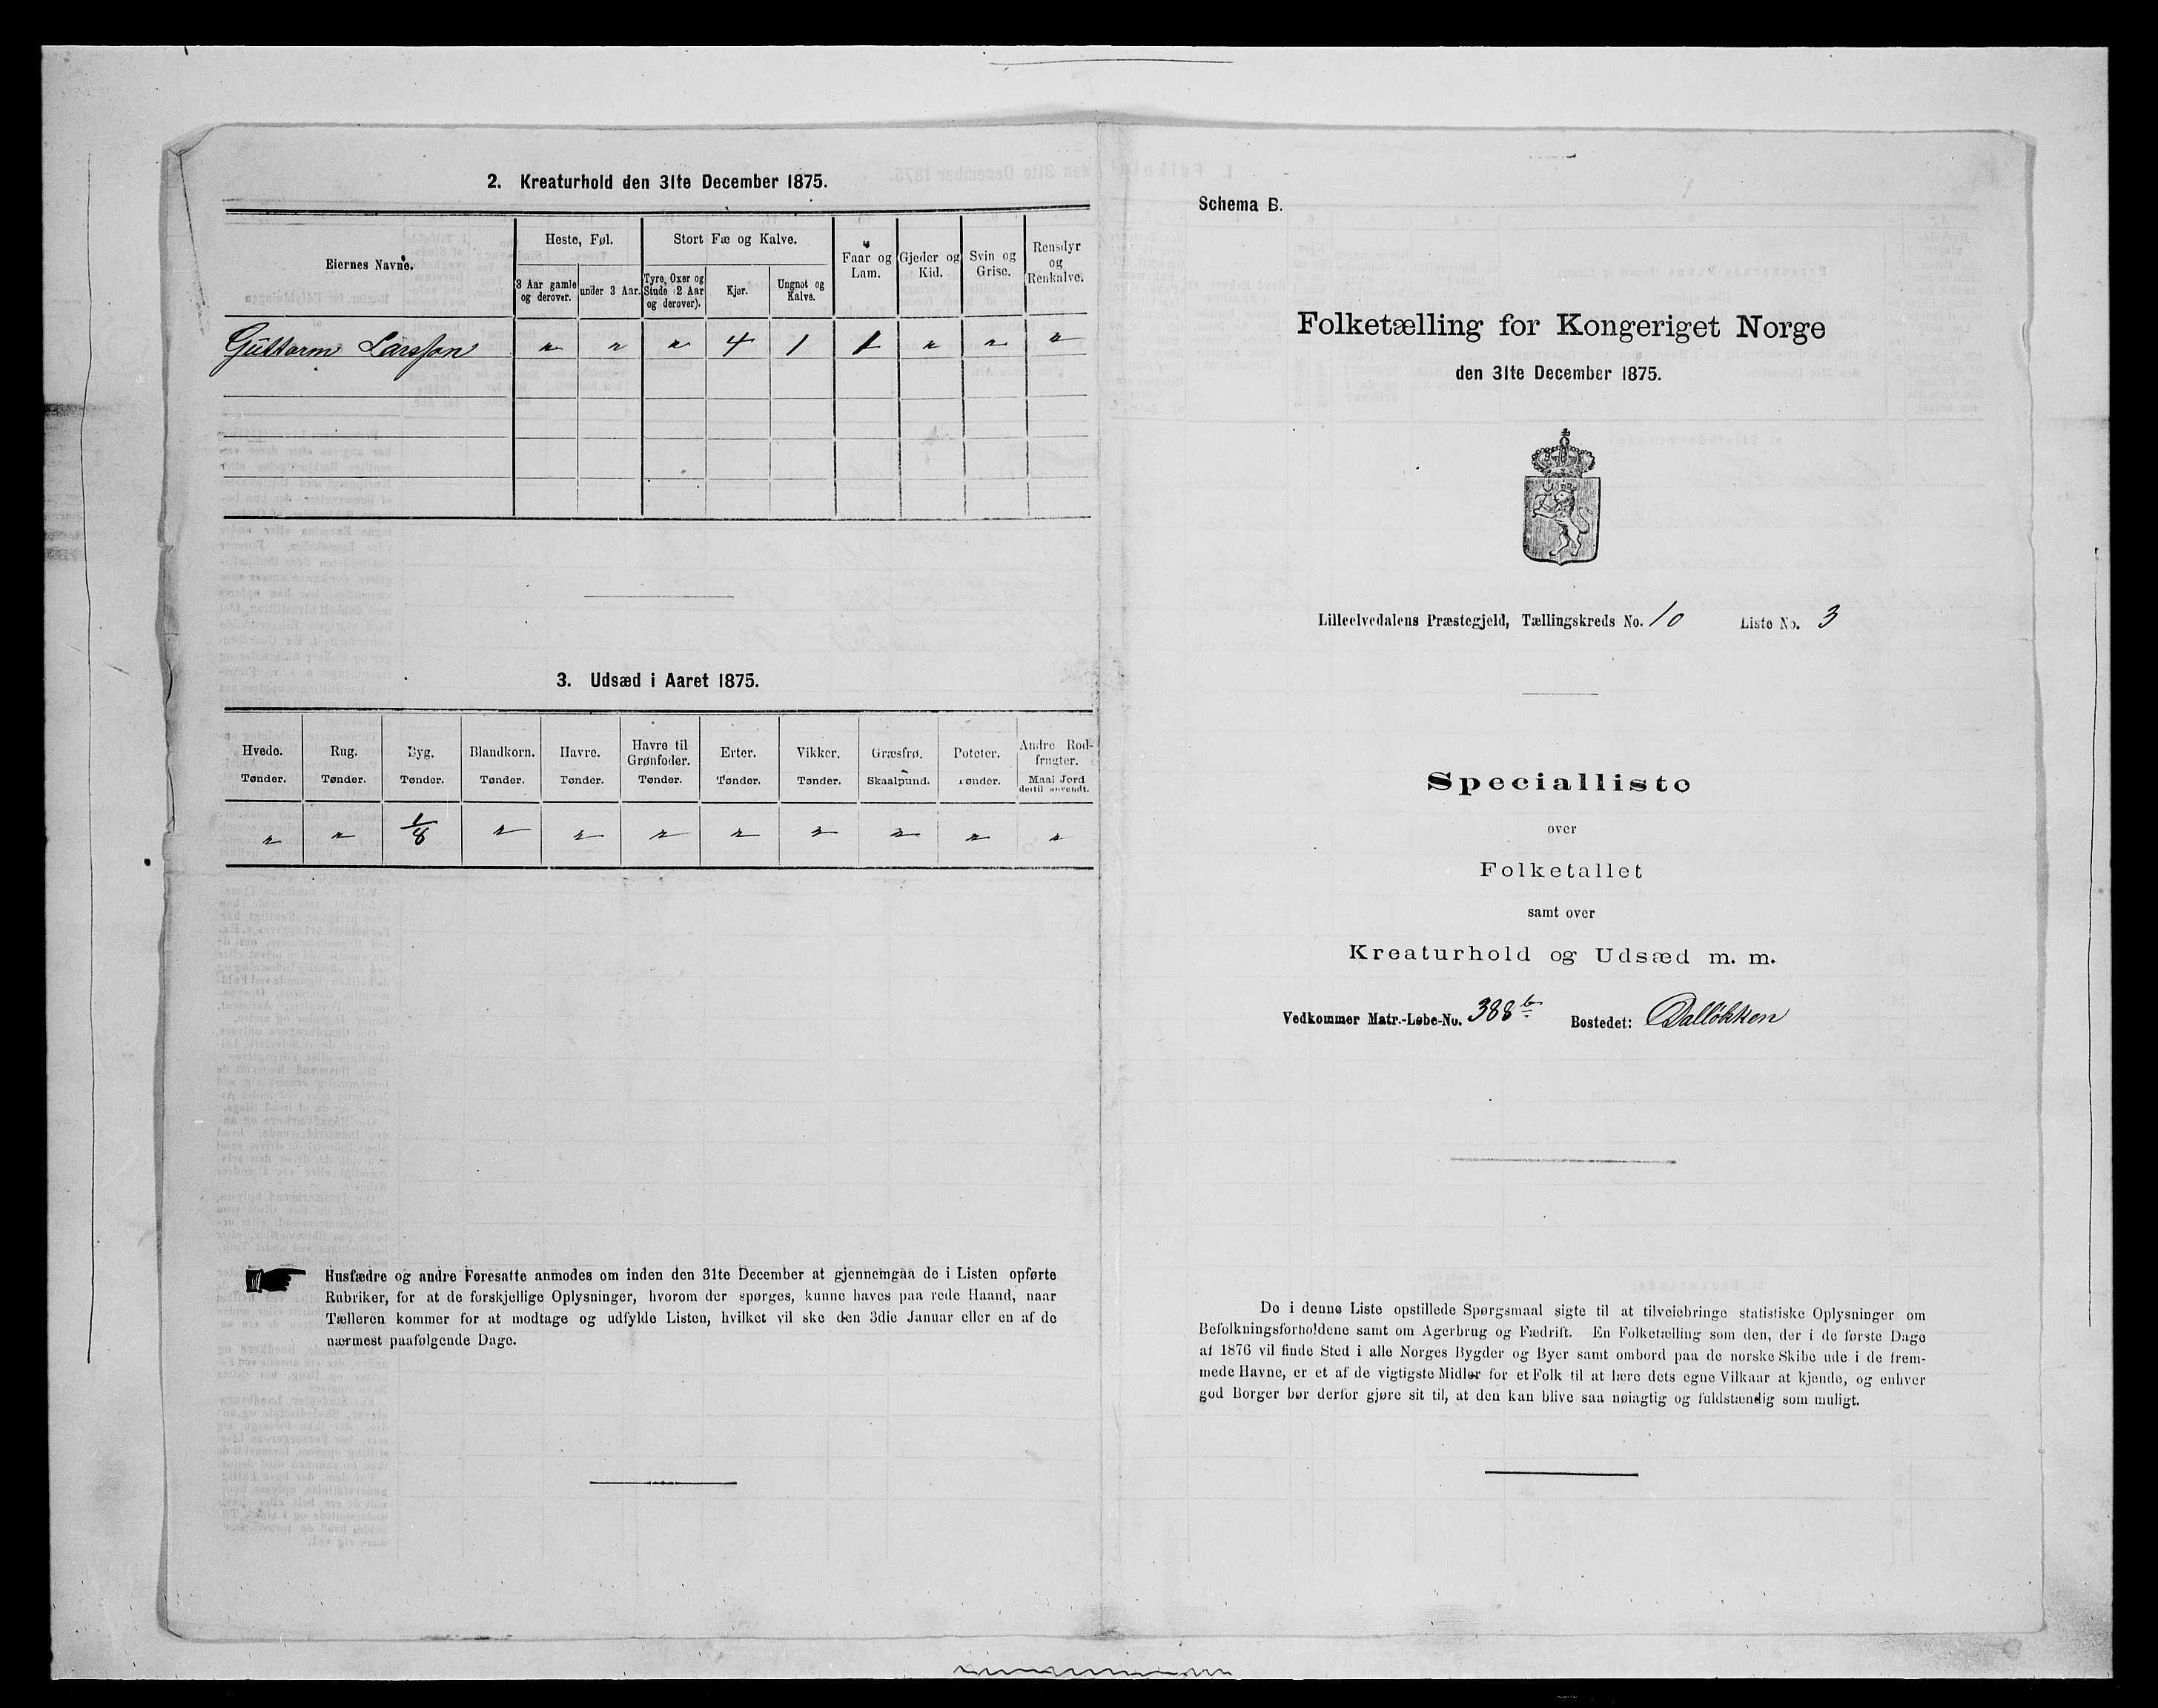 2. Kreaturhold den 31te December 1875.
Eiernes Navne.
Heste, Føl.
Stort Fæ og Kalve.
Faar og Lam.
Gjeder og Kid.
Svin og Grise.
Rensdyr og Renkalve.
3 Aar gamle og derover.
under 3 Aar.
Tyre, Oxer og Stude (2 Aar og derover).
Kjør.
Ungnøt og Kalve.
Guttorm Larssøn " " " 4 1 1 " " "
3. Udsæd i Aaret 1875.
Hvede. Rug. Byg. Blandkorn. Havre. Havre til Grønfoder. Erter. Vikker. Græsfrø. Poteter. Andre Rodfrugter.
Tønder. Tønder. Tønder. Tønder. Tønder. Tønder. Tønder. Tønder. Skaalpund. Tønder. Maal Jord dertil anvendt.
" " 1/8 " " " " " " " "
Husfædre og andre Foresatte anmodes om inden den 31te December at gjennemgaa de i Listen opførte
Rubriker, for at de forskjellige Oplysninger, hvorom der spørges, kunne haves paa rede Haand, naar
Tælleren kommer for at modtage og udfylde Listen, hvilket vil ske den 3die Januar eller en af de
nærmest paafølgende Dage.
Schema B.
Folketælling for Kongeriget Norge
den 31te December 1875.
Lilleelvedalens Præstegjeld, Tællingskreds No. 10 Liste No. 3
Specialliste
over
Folketallet
samt over
Kreaturhold og Udsæd m. m.
Vedkommer Matr.-Løbe-No. 388 b Bostedet: Dalløkken
De i denne Liste opstillede Spørgsmaal sigte til at tilveiebringe statistiske Oplysninger om
Befolkningsforholdene samt om Agerbrug og Fædrift. En Folketælling som den, der i de første Dage
af 1876 vil finde Sted i alle Norges Bygder og Byer samt ombord paa de norske Skibe ude i de frem-
mede Havne, er et af de vigtigste Midler for et Folk til at lære dets egne Vilkaar at kjende, og enhver
god Borger bør derfor gjøre sit til, at den kan blive saa nøiagtig og fuldstændig som muligt.